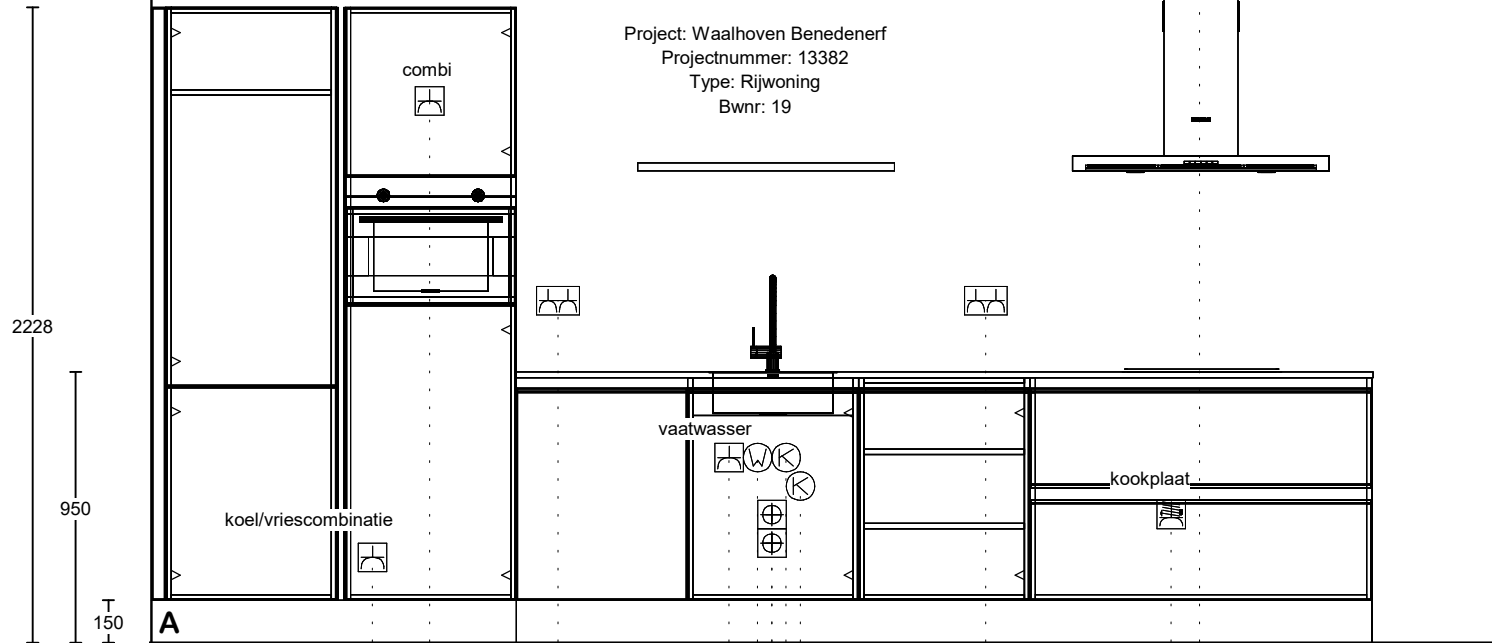 Project: Waalhoven Benedenerf
Projectnummer: 13382
Type: Rijwoning
Bwnr: 19
combi
2228
vaatwasser
W K
K
kookplaat
950
koel/vriescombinatie
150
A